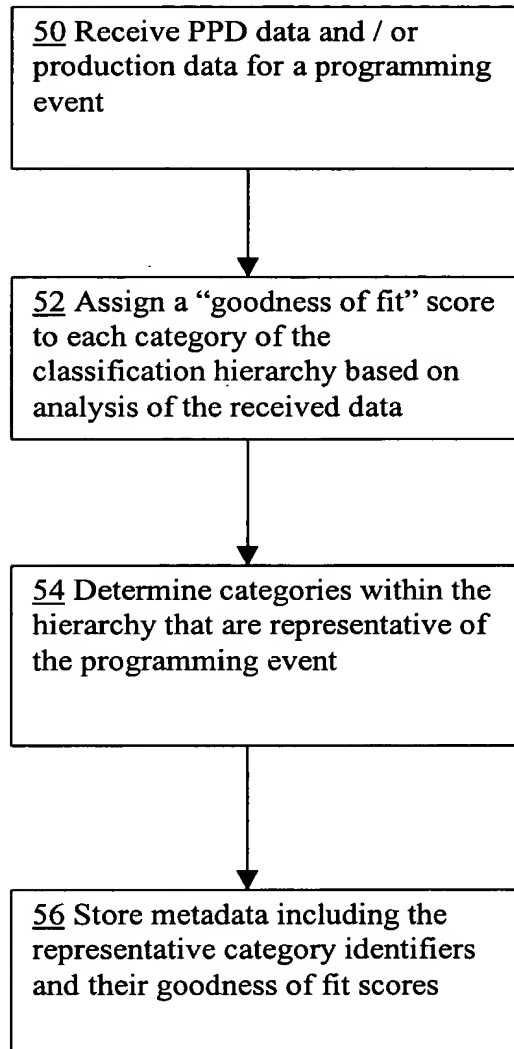 50 Receive PPD data and / or
production data for a programming
event
52 Assign a “goodness of fit” score
to each category of the
classification hierarchy based on
analysis of the received data
54 Determine categories within the
hierarchy that are representative of
the programming event
56 Store metadata including the
representative category identifiers
and their goodness of fit scores